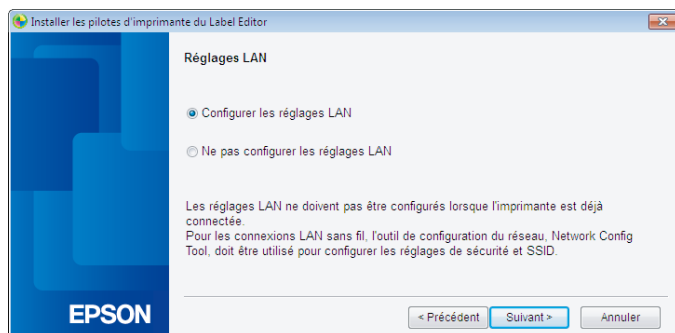 Installer les pilotes d'imprimante du Label Editor
Réglages LAN
Configurer les réglages LAN
Ne pas configurer les réglages LAN
Les réglages LAN ne doivent pas être configurés lorsque l'imprimante est déjà
connectée.
Pour les connexions LAN sans fil, l'outil de configuration du réseau, Network Config
Tool, doit être utilisé pour configurer les réglages de sécurité et SSID.
EPSON
< Précédent Suivant > Annuler